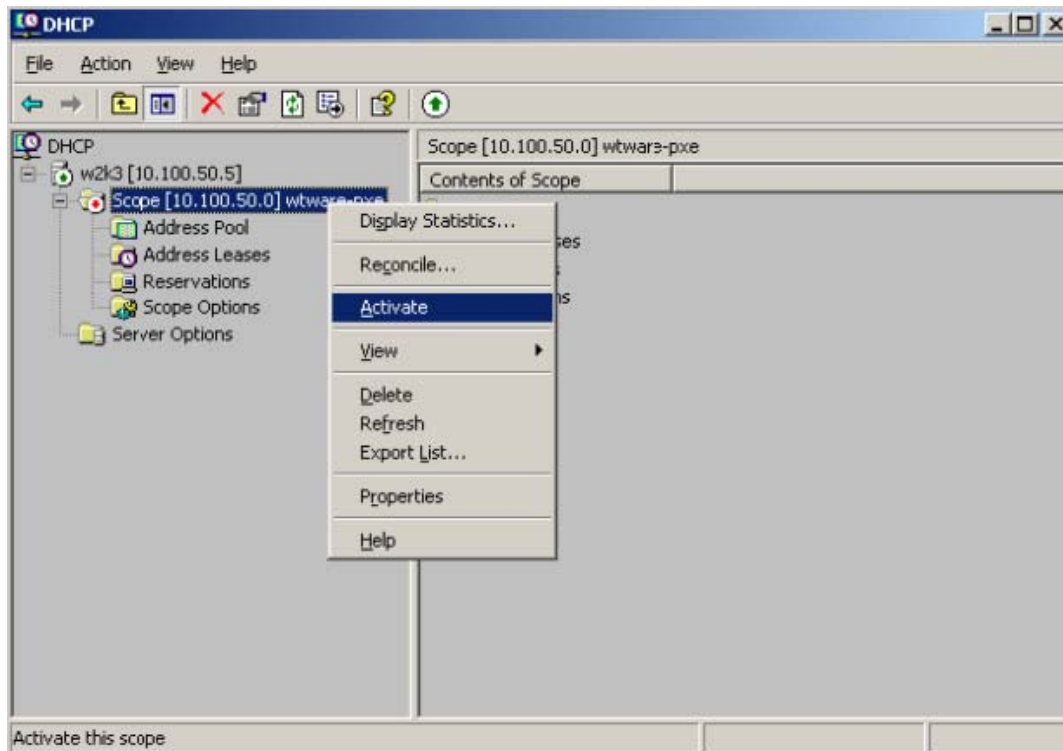 DHCP
File Action View Help
DHCP
Scope [10.100.50.0] wtware-pxe
w2k3 [10.100.50.5]
Contents of Scope
Scope [10.100.50.0] wtware-pxe
Address Pool
Address Leases
Reservations
Scope Options
Server Options
Display Statistics...
Reconcile...
Activate
View
Delete
Refresh
Export List...
Properties
Help
Activate this scope